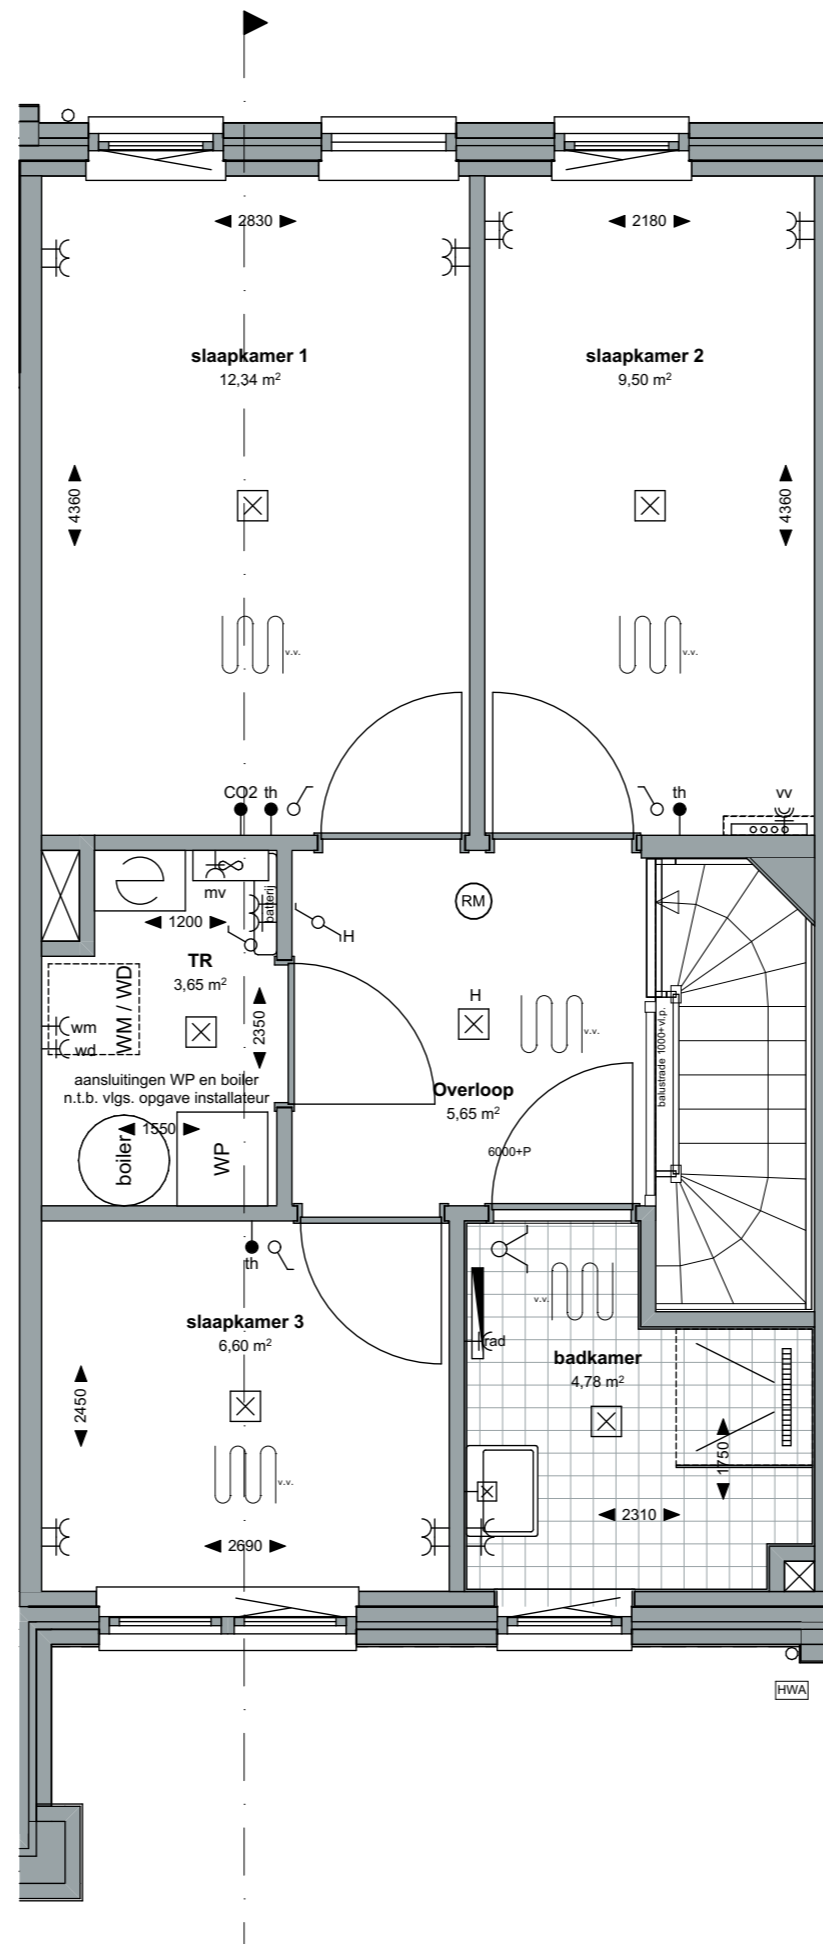 2830
2180
slaapkamer 1
12,34 m²
slaapkamer 2
9,50 m²
4360
4360
v.v.
v.v.
CO2 th
th
vv
mv
batterij
1200
H
RM
TR
3,65 m²
WM / WD
wm
wd
2350
H
v.v.
balustrade 1000+vl.p.
aansluitingen WP en boiler
n.t.b. vlgs. opgave installateur
Overloop
5,65 m²
1550
boiler
WP
6000+P
th
slaapkamer 3
6,60 m²
v.v.
rad
badkamer
4,78 m²
2450
1750
v.v.
2310
2690
HWA